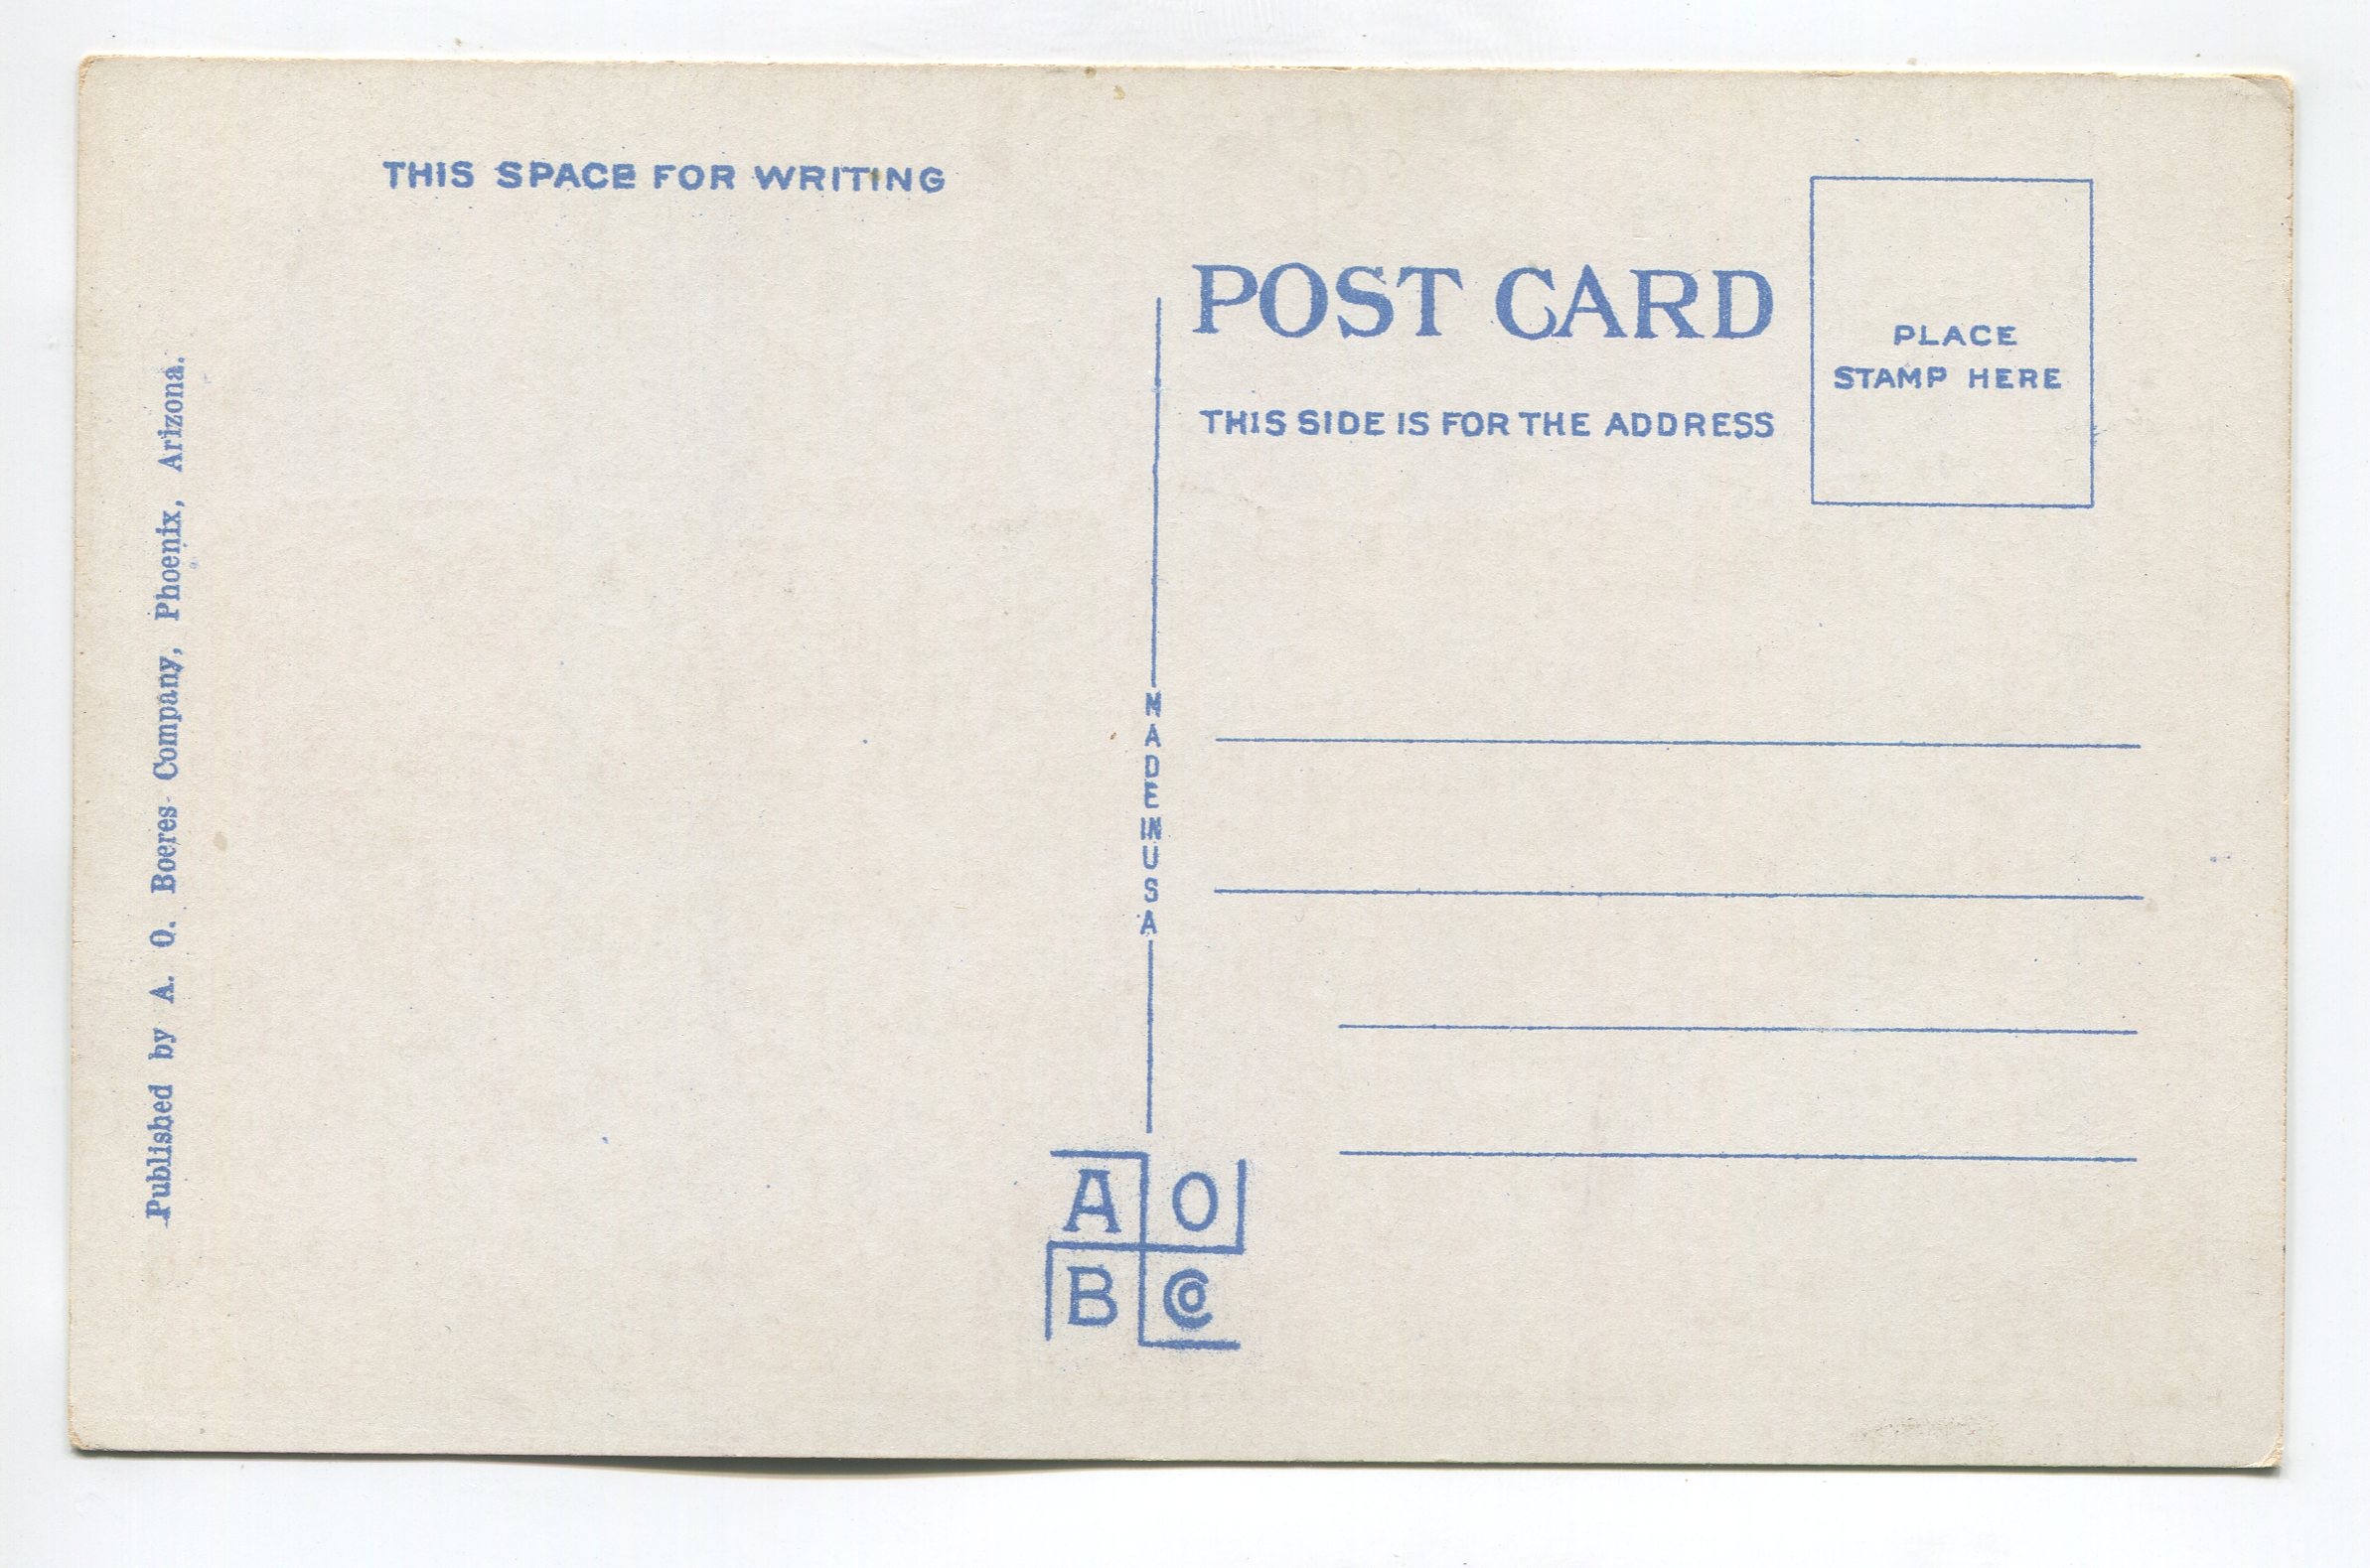 THIS SPACE FOR WRITING
Published by A. O. Boeres Company, Phoenix, Arizona.
POST CARD
THIS SIDE IS FOR THE ADDRESS
PLACE
STAMP HERE
MADE IN USA
A O
B Co